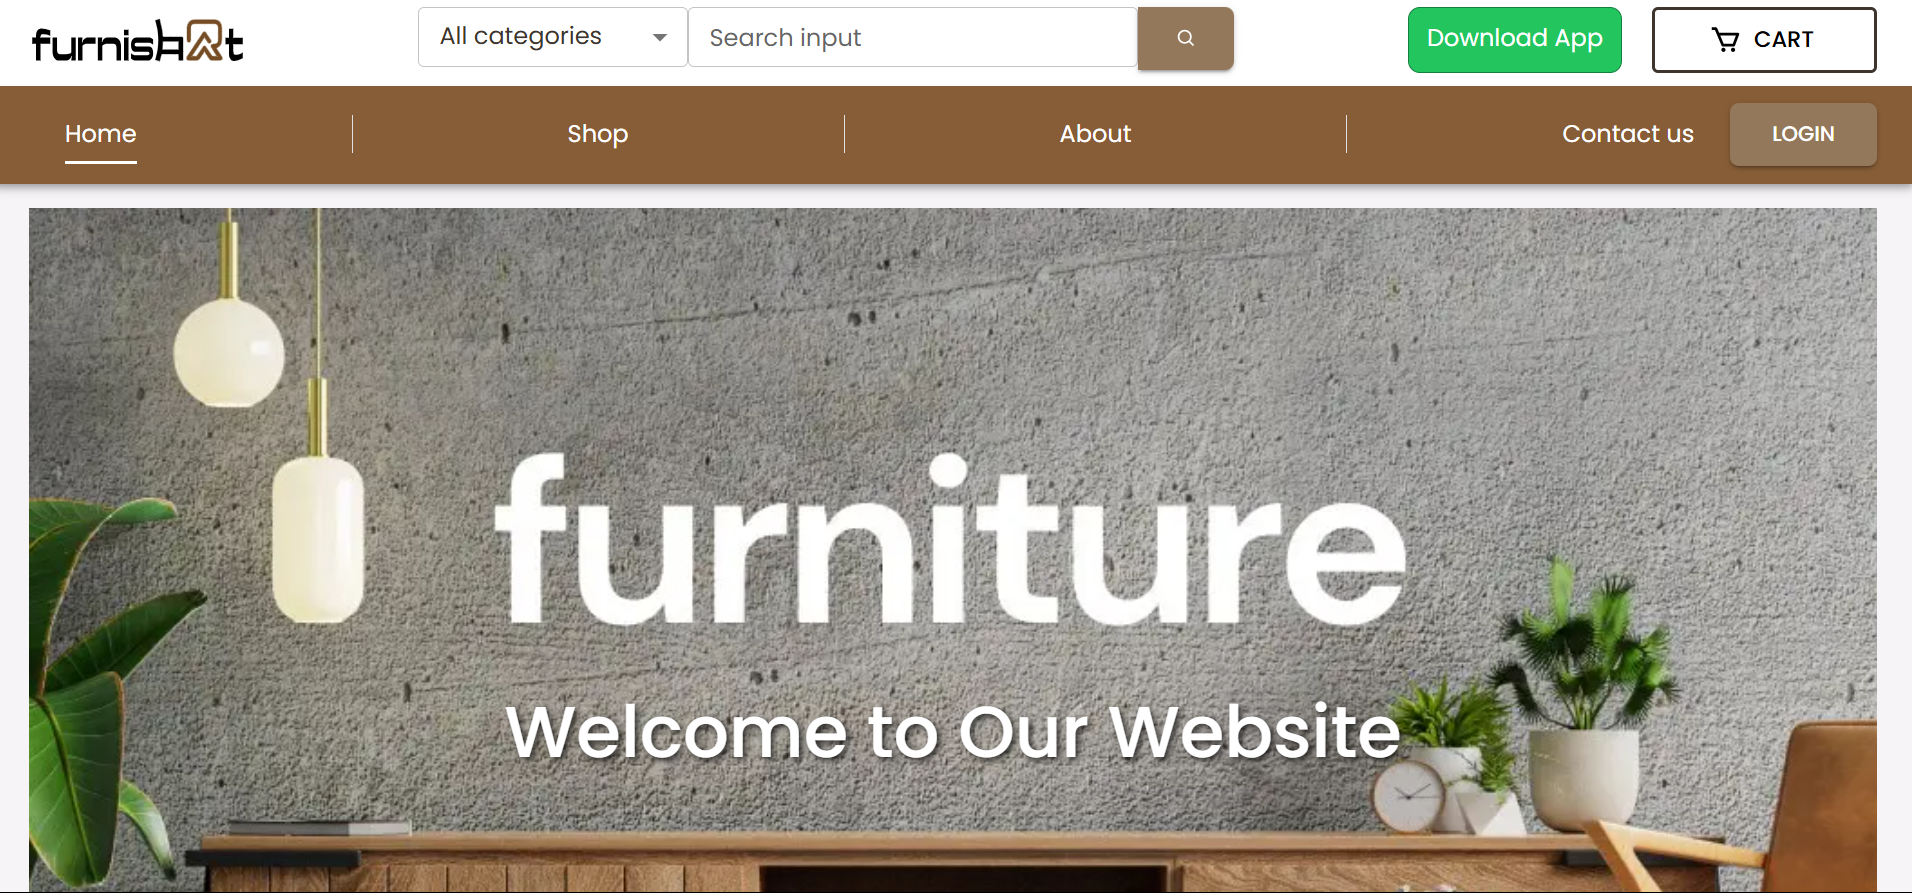 furnishart
All categories
Search input
Download App
CART
Home
Shop
About
Contact us
LOGIN
furniture
Welcome to Our Website